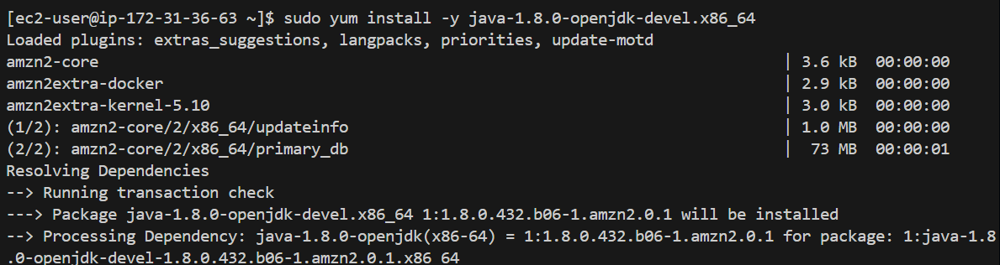 [ec2-user@ip-172-31-36-63 ~]$ sudo yum install -y java-1.8.0-openjdk-devel.x86_64
Loaded plugins: extras_suggestions, langpacks, priorities, update-motd
amzn2-core | 3.6 kB 00:00:00
amzn2extra-docker | 2.9 kB 00:00:00
amzn2extra-kernel-5.10 | 3.0 kB 00:00:00
(1/2): amzn2-core/2/x86_64/updateinfo | 1.0 MB 00:00:00
(2/2): amzn2-core/2/x86_64/primary_db | 73 MB 00:00:01
Resolving Dependencies
--> Running transaction check
---> Package java-1.8.0-openjdk-devel.x86_64 1:1.8.0.432.b06-1.amzn2.0.1 will be installed
--> Processing Dependency: java-1.8.0-openjdk(x86-64) = 1:1.8.0.432.b06-1.amzn2.0.1 for package: 1:java-1.8
.0-openjdk-devel-1.8.0.432.b06-1.amzn2.0.1.x86_64